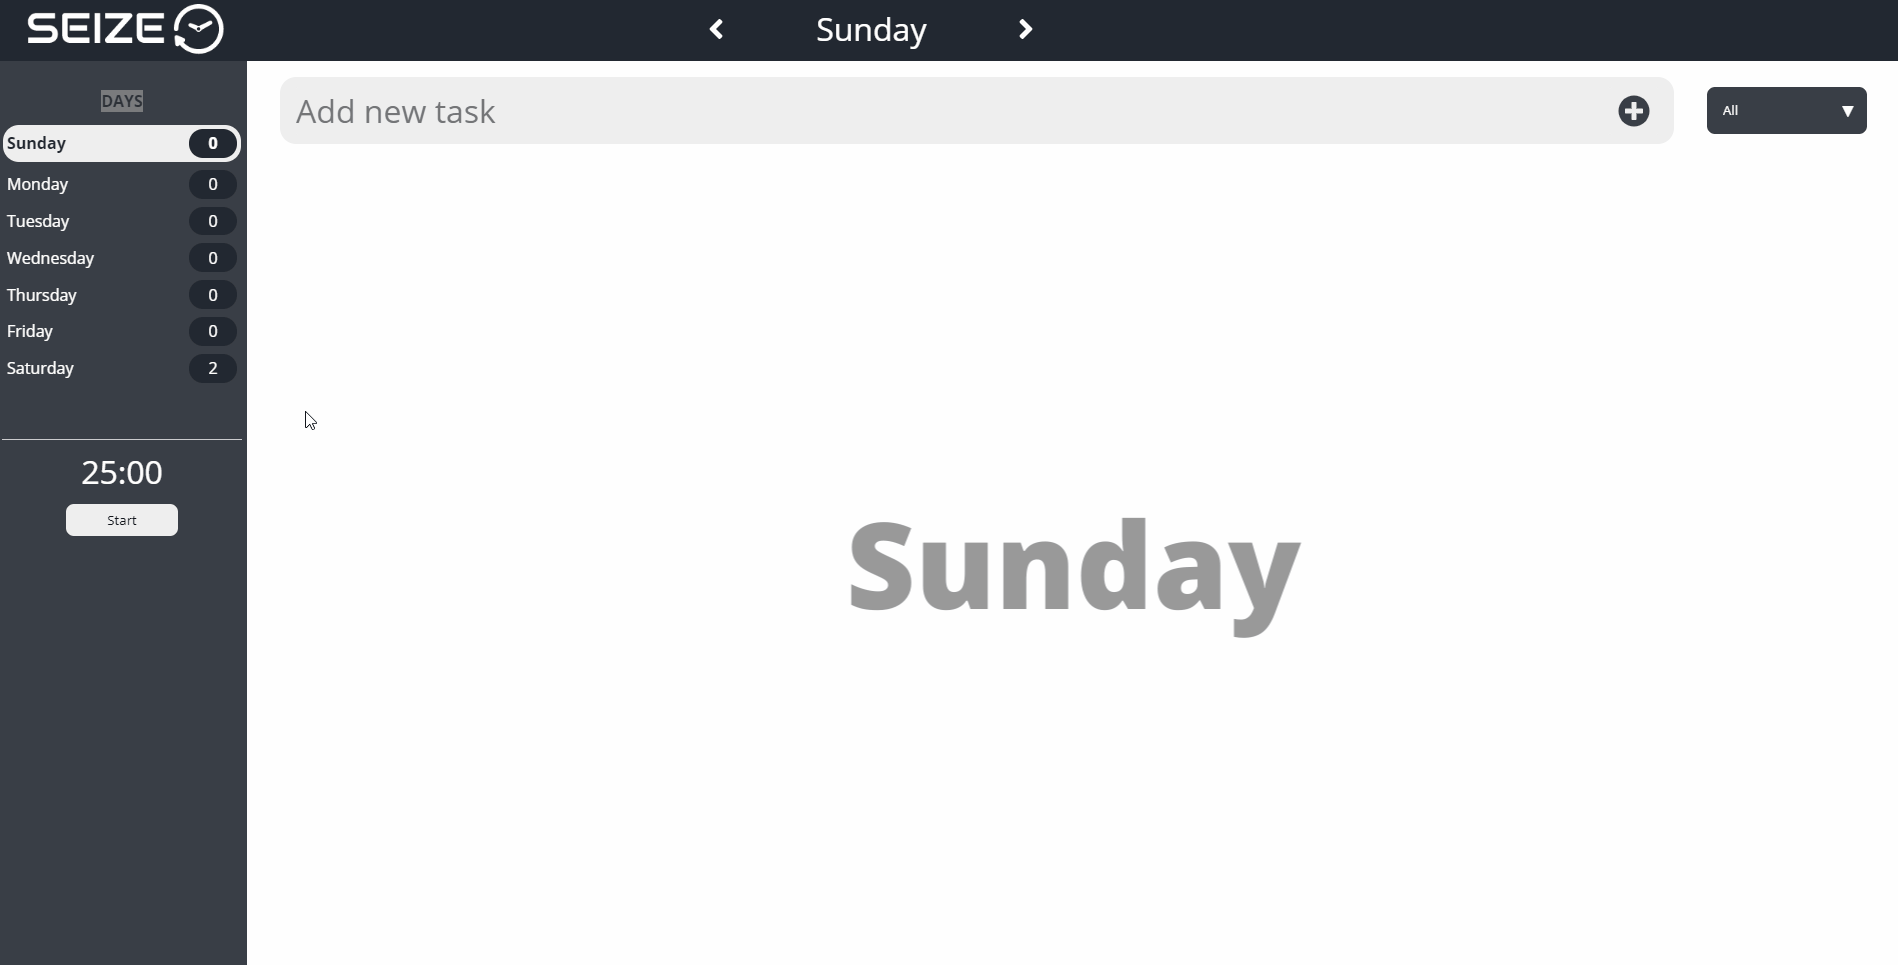 SEIZE
Sunday
DAYS
Sunday 0
Monday 0
Tuesday 0
Wednesday 0
Thursday 0
Friday 0
Saturday 2
25:00
Start
Add new task
All
Sunday